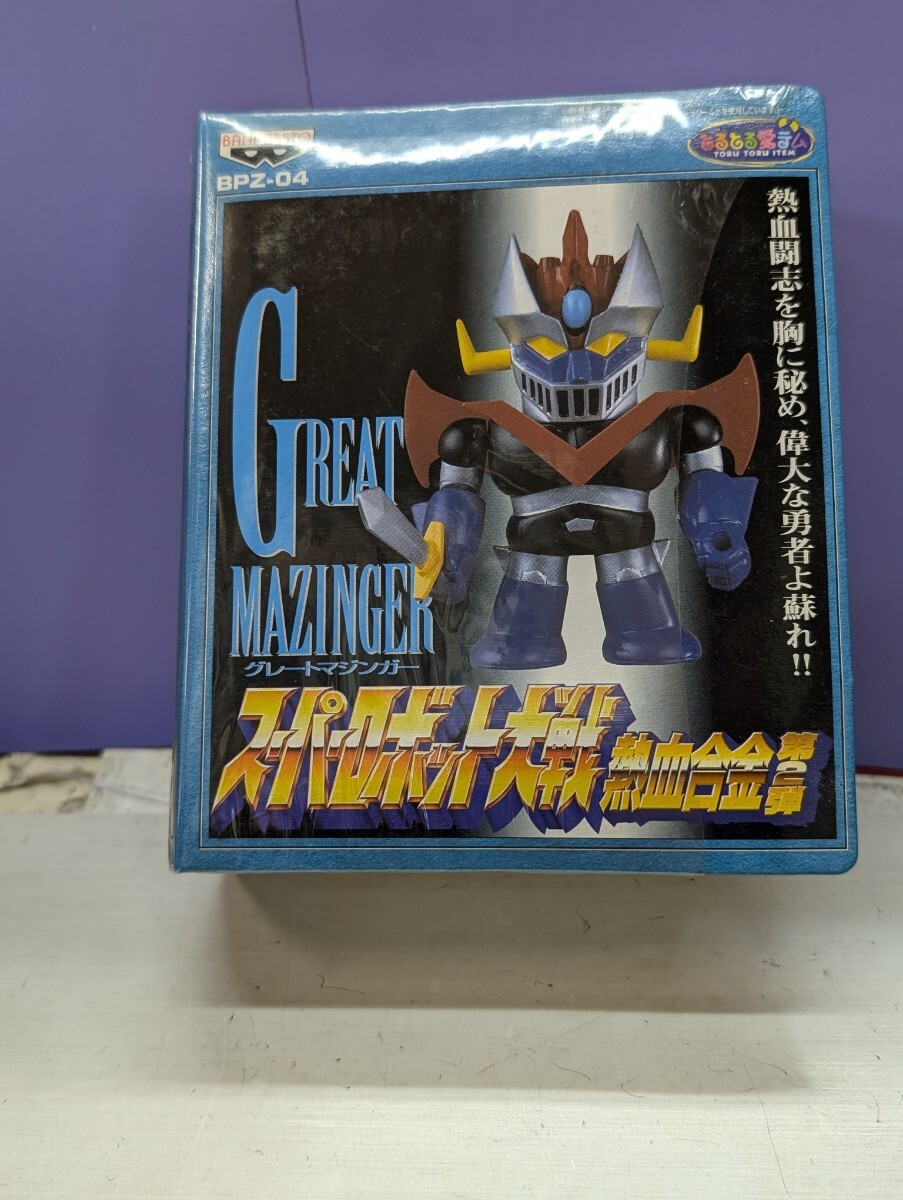 BANPRESTO
BPZ-04
とるとる愛テム
TORU TORU ITEM
熱血闘志を胸に秘め、偉大な勇者よ蘇れ!!
GREAT
MAZINGER
グレートマジンガー
スーパーロボット大戦
熱血合金
第2弾